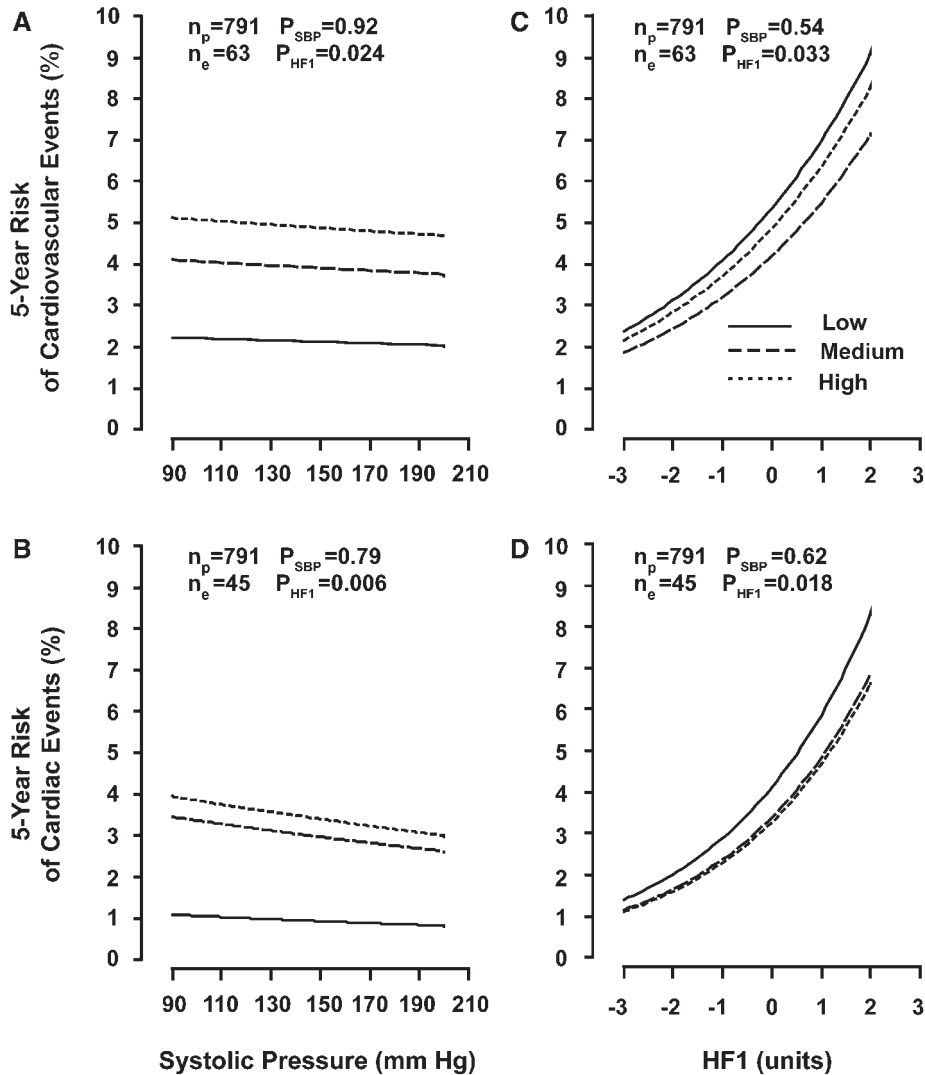 A
n_p=791 P_SBP=0.92
n_e=63 P_HF1=0.024
10
9
8
7
6
5
4
3
2
1
0
5-Year Risk
of Cardiovascular Events (%)
90 110 130 150 170 190 210
C
n_p=791 P_SBP=0.54
n_e=63 P_HF1=0.033
10
9
8
7
6
5
4
3
2
1
0
Low
Medium
High
-3 -2 -1 0 1 2 3
B
n_p=791 P_SBP=0.79
n_e=45 P_HF1=0.006
10
9
8
7
6
5
4
3
2
1
0
5-Year Risk
of Cardiac Events (%)
90 110 130 150 170 190 210
Systolic Pressure (mm Hg)
D
n_p=791 P_SBP=0.62
n_e=45 P_HF1=0.018
10
9
8
7
6
5
4
3
2
1
0
-3 -2 -1 0 1 2 3
HF1 (units)